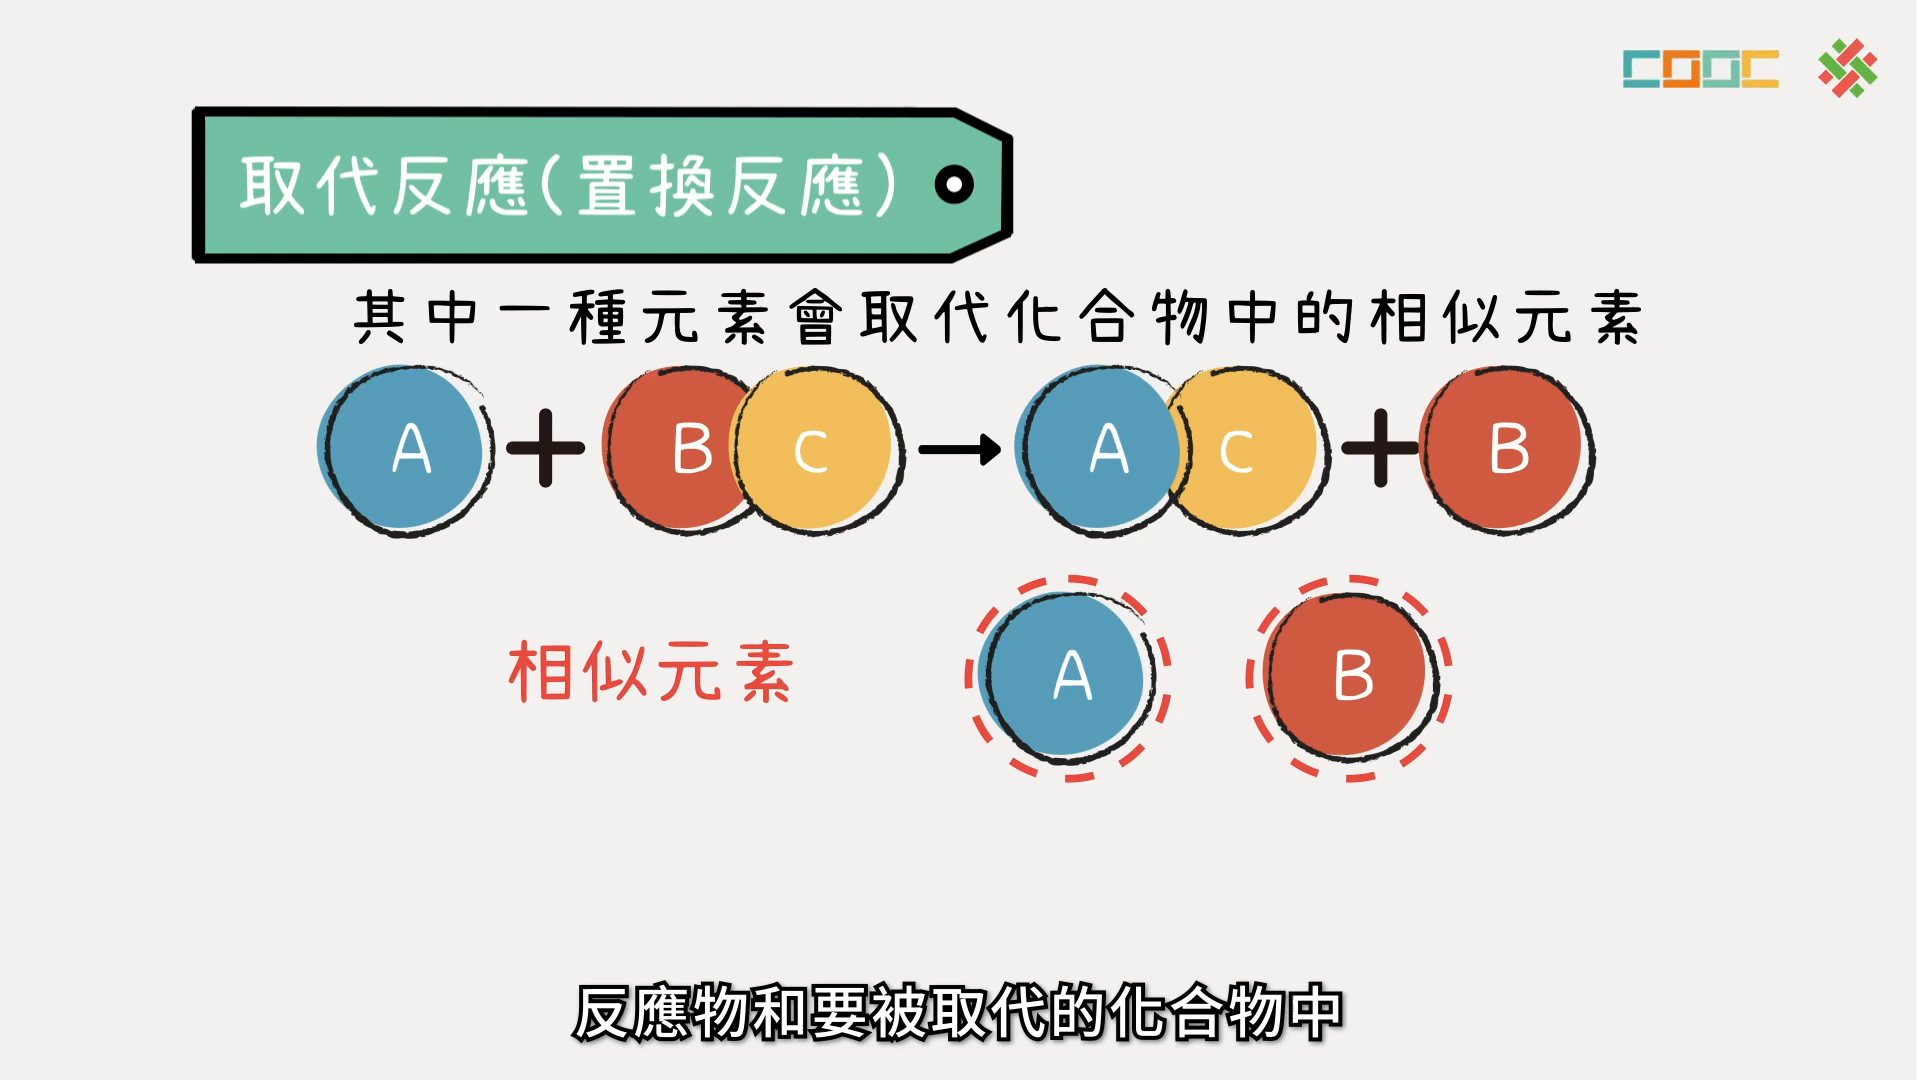 COOC
取代反應(置換反應)
其中一種元素會取代化合物中的相似元素
A + B C → A C + B
相似元素 A B
反應物和要被取代的化合物中